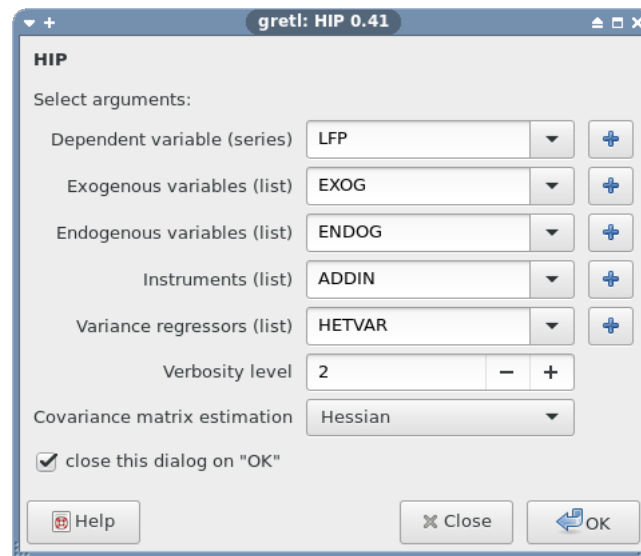 gretl: HIP 0.41
HIP
Select arguments:
Dependent variable (series) LFP
Exogenous variables (list) EXOG
Endogenous variables (list) ENDOG
Instruments (list) ADDIN
Variance regressors (list) HETVAR
Verbosity level 2
Covariance matrix estimation Hessian
close this dialog on "OK"
Help Close OK